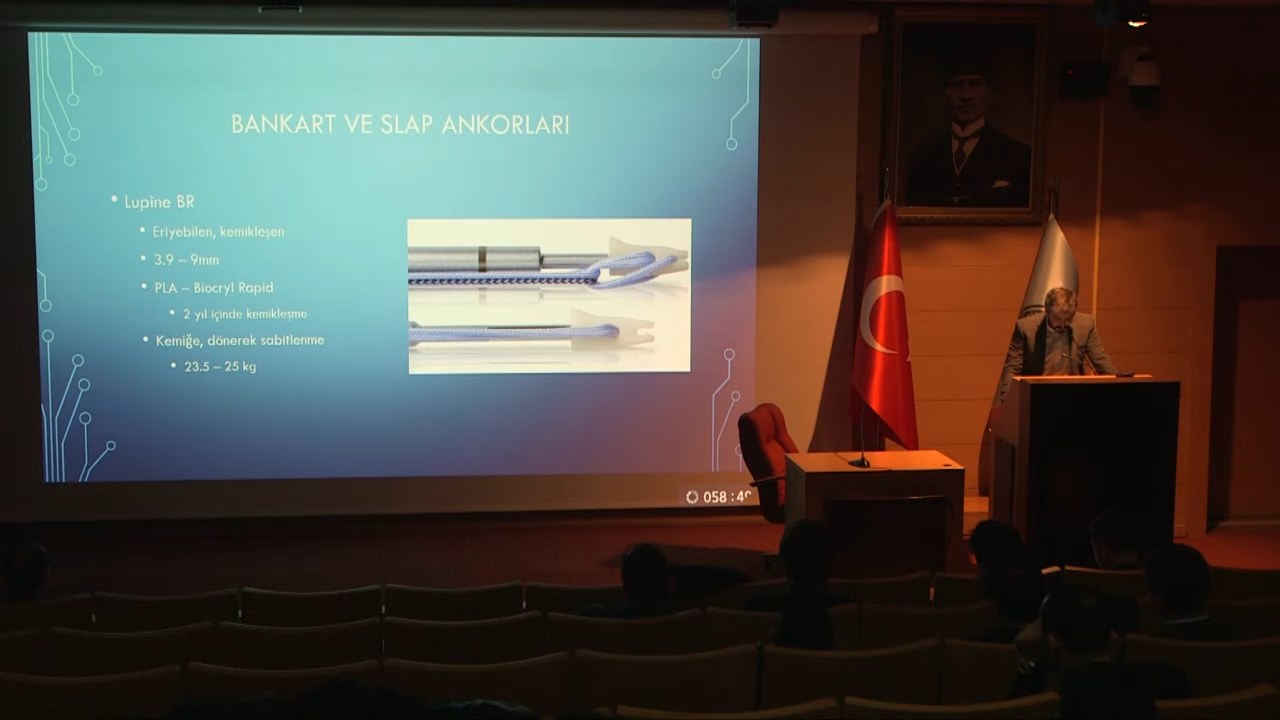 BANKART VE SLAP ANKORLARI
• Lupine BR
• Eriyebilen, kemikleşen
• 3.9 – 9mm
• PLA – Biocryl Rapid
• 2 yıl içinde kemikleşme
• Kemiğe, dönerek sabitlenme
• 23.5 – 25 kg
058 : 49